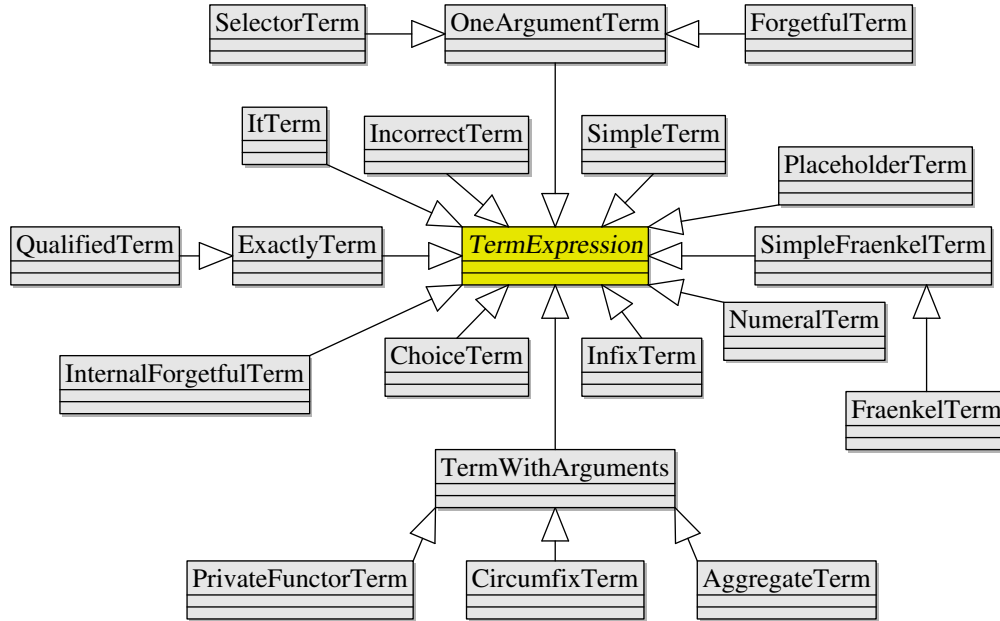 SelectorTerm
OneArgumentTerm
ForgetfulTerm
ItTerm
IncorrectTerm
SimpleTerm
PlaceholderTerm
QualifiedTerm
ExactlyTerm
TermExpression
SimpleFraenkelTerm
InternalForgetfulTerm
ChoiceTerm
InfixTerm
NumeralTerm
FraenkelTerm
TermWithArguments
PrivateFunctorTerm
CircumfixTerm
AggregateTerm